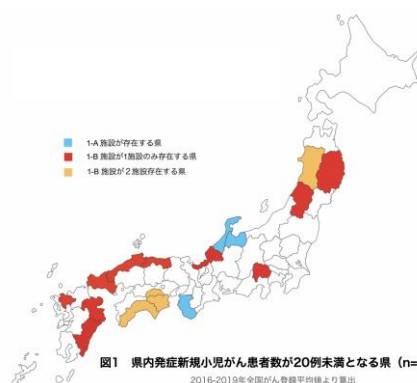 1-A 施設が存在する県
1-B 施設が1施設のみ存在する県
1-B 施設が2施設存在する県
図1 県内発症新規小児がん患者数が20例未満となる県（n=
2016-2019年全国がん登録平均値より算出